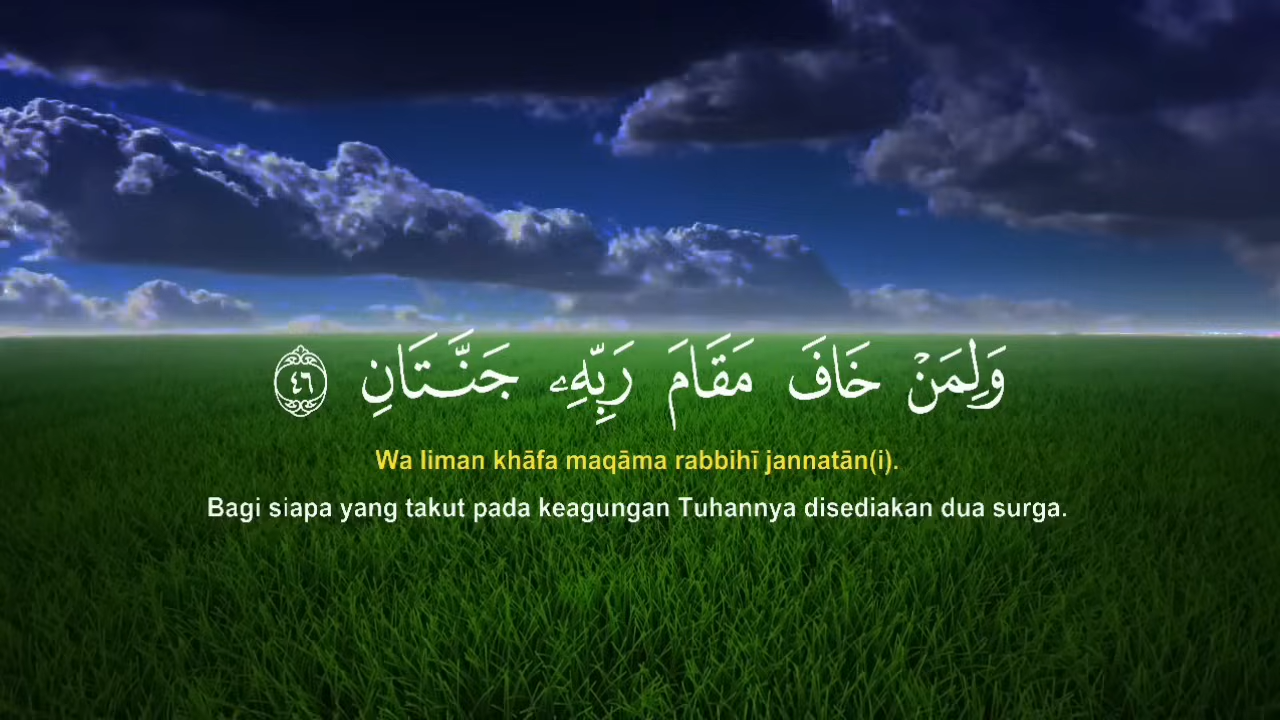 وَلِمَنْ خَافَ مَقَامَ رَبِّهِۦ جَنَّتَانِ ٤٦
Wa liman khāfa maqāma rabbihī jannatān(i).
Bagi siapa yang takut pada keagungan Tuhannya disediakan dua surga.